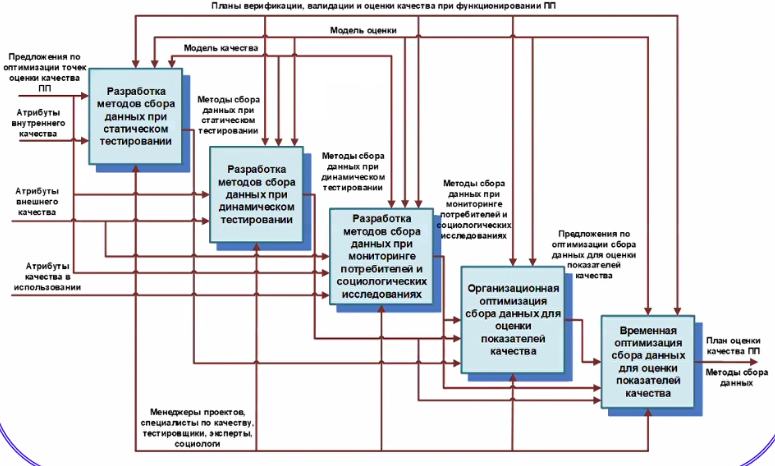 Планы верификации, валидации и оценки качества при функционировании ПП
Модель оценки
Модель качества
Предложения по
оптимизации точек
оценки качества
ПП
Атрибуты
внутреннего
качества
Атрибуты
внешнего
качества
Атрибуты
качества в
использовании
Разработка
методов сбора
данных при
статическом
тестировании
Методы сбора
данных при
статическом
тестировании
Разработка
методов сбора
данных при
динамическом
тестировании
Методы сбора
данных при
динамическом
тестировании
Разработка
методов сбора
данных при
мониторинге
потребителей и
социологических
исследованиях
Методы сбора
данных при
мониторинге
потребителей и
социологических
исследованиях
Организационная
оптимизация
сбора данных для
оценки
показателей
качества
Предложения по
оптимизации сбора
данных для оценки
показателей
качества
Временная
оптимизация
сбора данных
для оценки
показателей
качества
План оценки
качества ПП
Методы сбора
данных
Менеджеры проектов,
специалисты по качеству,
тестировщики, эксперты,
социологи